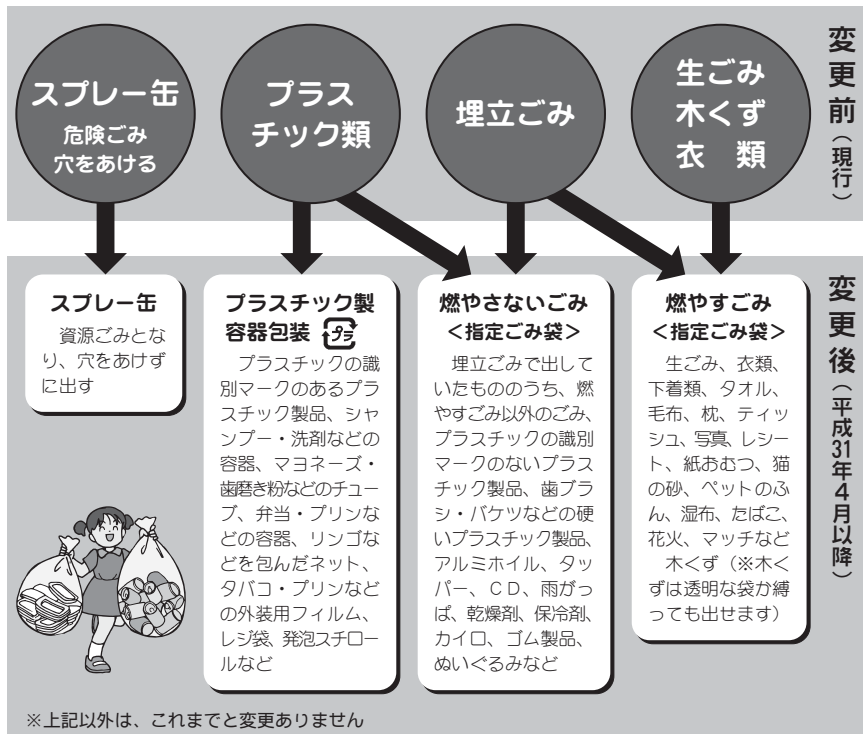 変更前（現行）
スプレー缶
危険ごみ
穴をあける
プラス
チック類
埋立ごみ
生ごみ
木くず
衣　類
変更後（平成31年4月以降）
スプレー缶
　資源ごみとな
り、穴をあけず
に出す
プラスチック製
容器包装 プラ
　プラスチックの識
別マークのあるプラ
スチック製品、シャ
ンプー・洗剤などの
容器、マヨネーズ・
歯磨き粉などのチュー
ブ、弁当・プリンな
どの容器、リンゴな
どを包んだネット、
タバコ・プリンなど
の外装用フィルム、
レジ袋、発泡スチロー
ルなど
燃やさないごみ
＜指定ごみ袋＞
　埋立ごみで出して
いたもののうち、燃
やすごみ以外のごみ、
プラスチックの識別
マークのないプラス
チック製品、歯ブラ
シ・バケツなどの硬
いプラスチック製品、
アルミホイル、タッ
パー、ＣＤ、雨がっ
ぱ、乾燥剤、保冷剤、
カイロ、ゴム製品、
ぬいぐるみなど
燃やすごみ
＜指定ごみ袋＞
　生ごみ、衣類、
下着類、タオル、
毛布、枕、ティッ
シュ、写真、レシー
ト、紙おむつ、猫
の砂、ペットのふ
ん、湿布、たばこ、
花火、マッチなど
　木くず（※木く
ずは透明な袋か縛
っても出せます）
※上記以外は、これまでと変更ありません